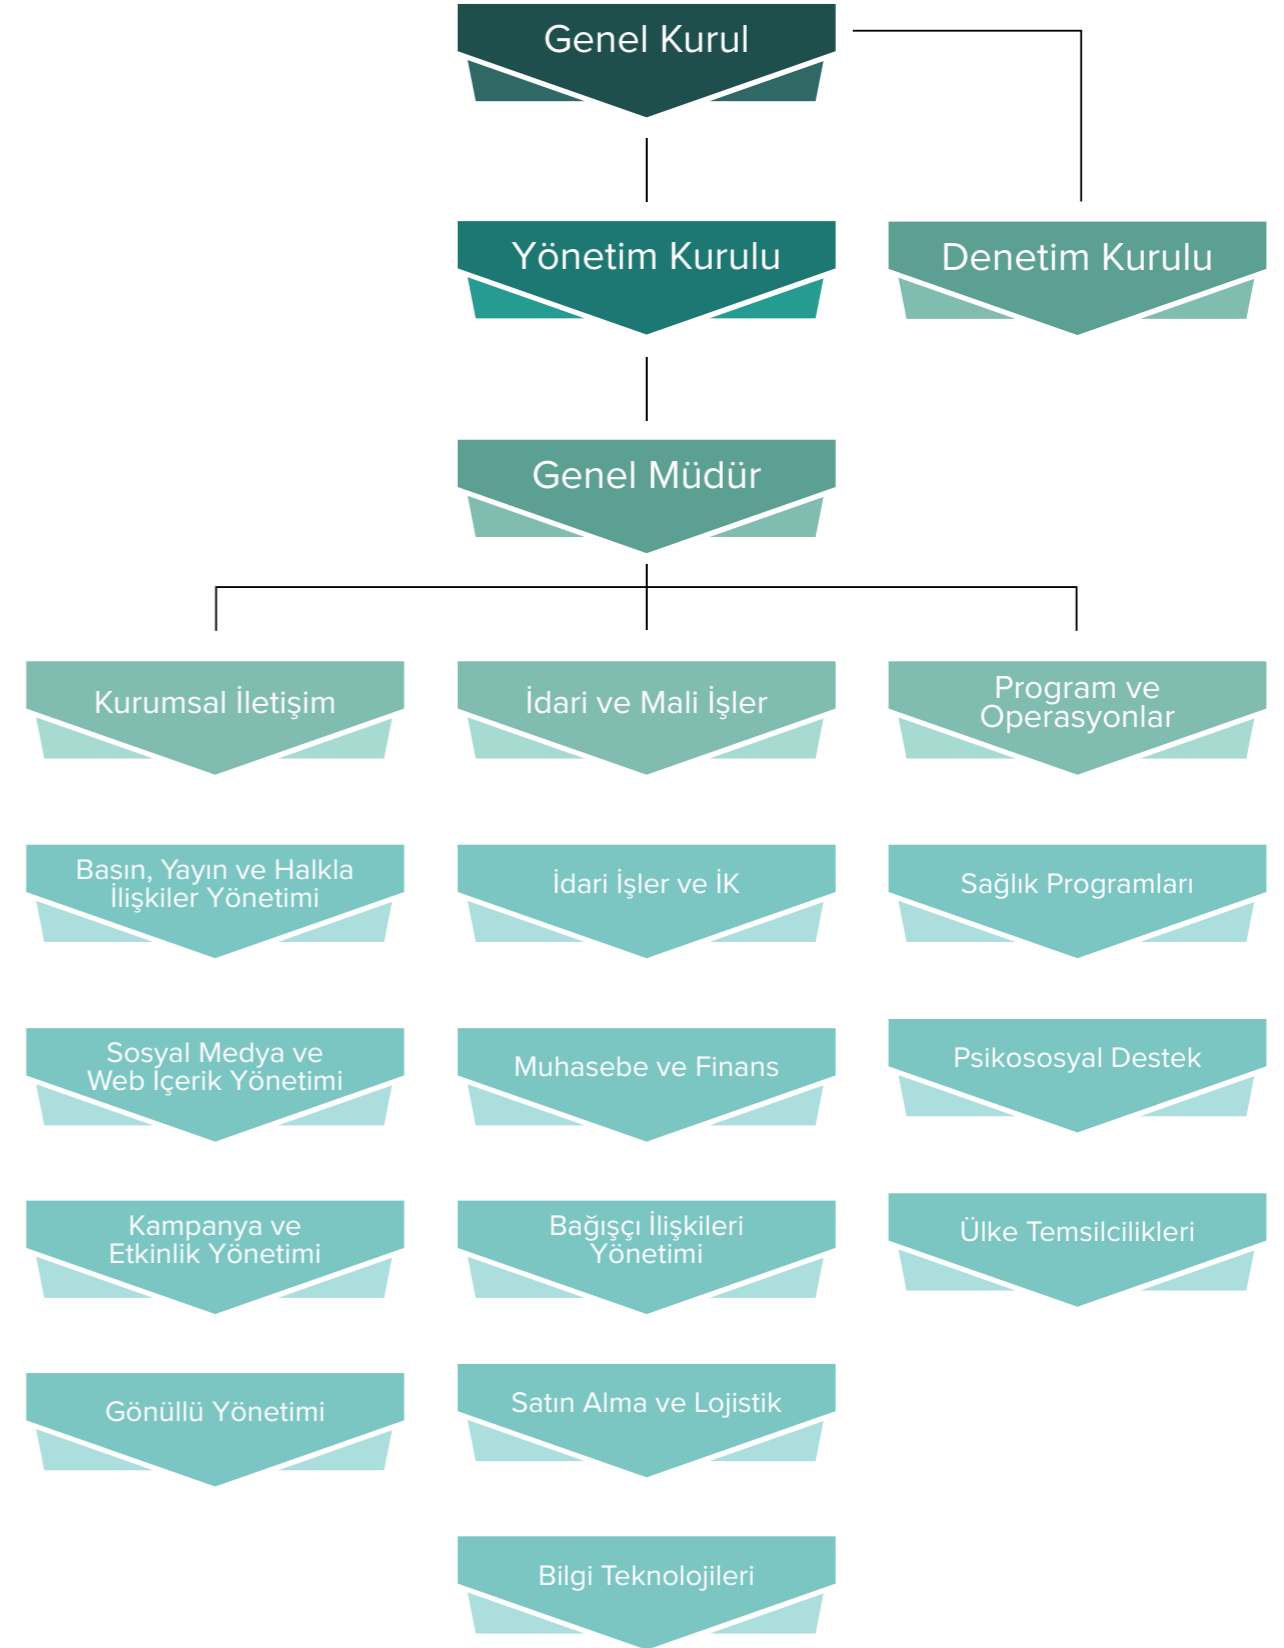 Genel Kurul
Yönetim Kurulu
Denetim Kurulu
Genel Müdür
Kurumsal İletişim
İdari ve Mali İşler
Program ve
Operasyonlar
Basın, Yayın ve Halkla
İlişkiler Yönetimi
İdari İşler ve İK
Sağlık Programları
Sosyal Medya ve
Web İçerik Yönetimi
Muhasebe ve Finans
Psikososyal Destek
Kampanya ve
Etkinlik Yönetimi
Bağışçı İlişkileri
Yönetimi
Ülke Temsilcilikleri
Gönüllü Yönetimi
Satın Alma ve Lojistik
Bilgi Teknolojileri